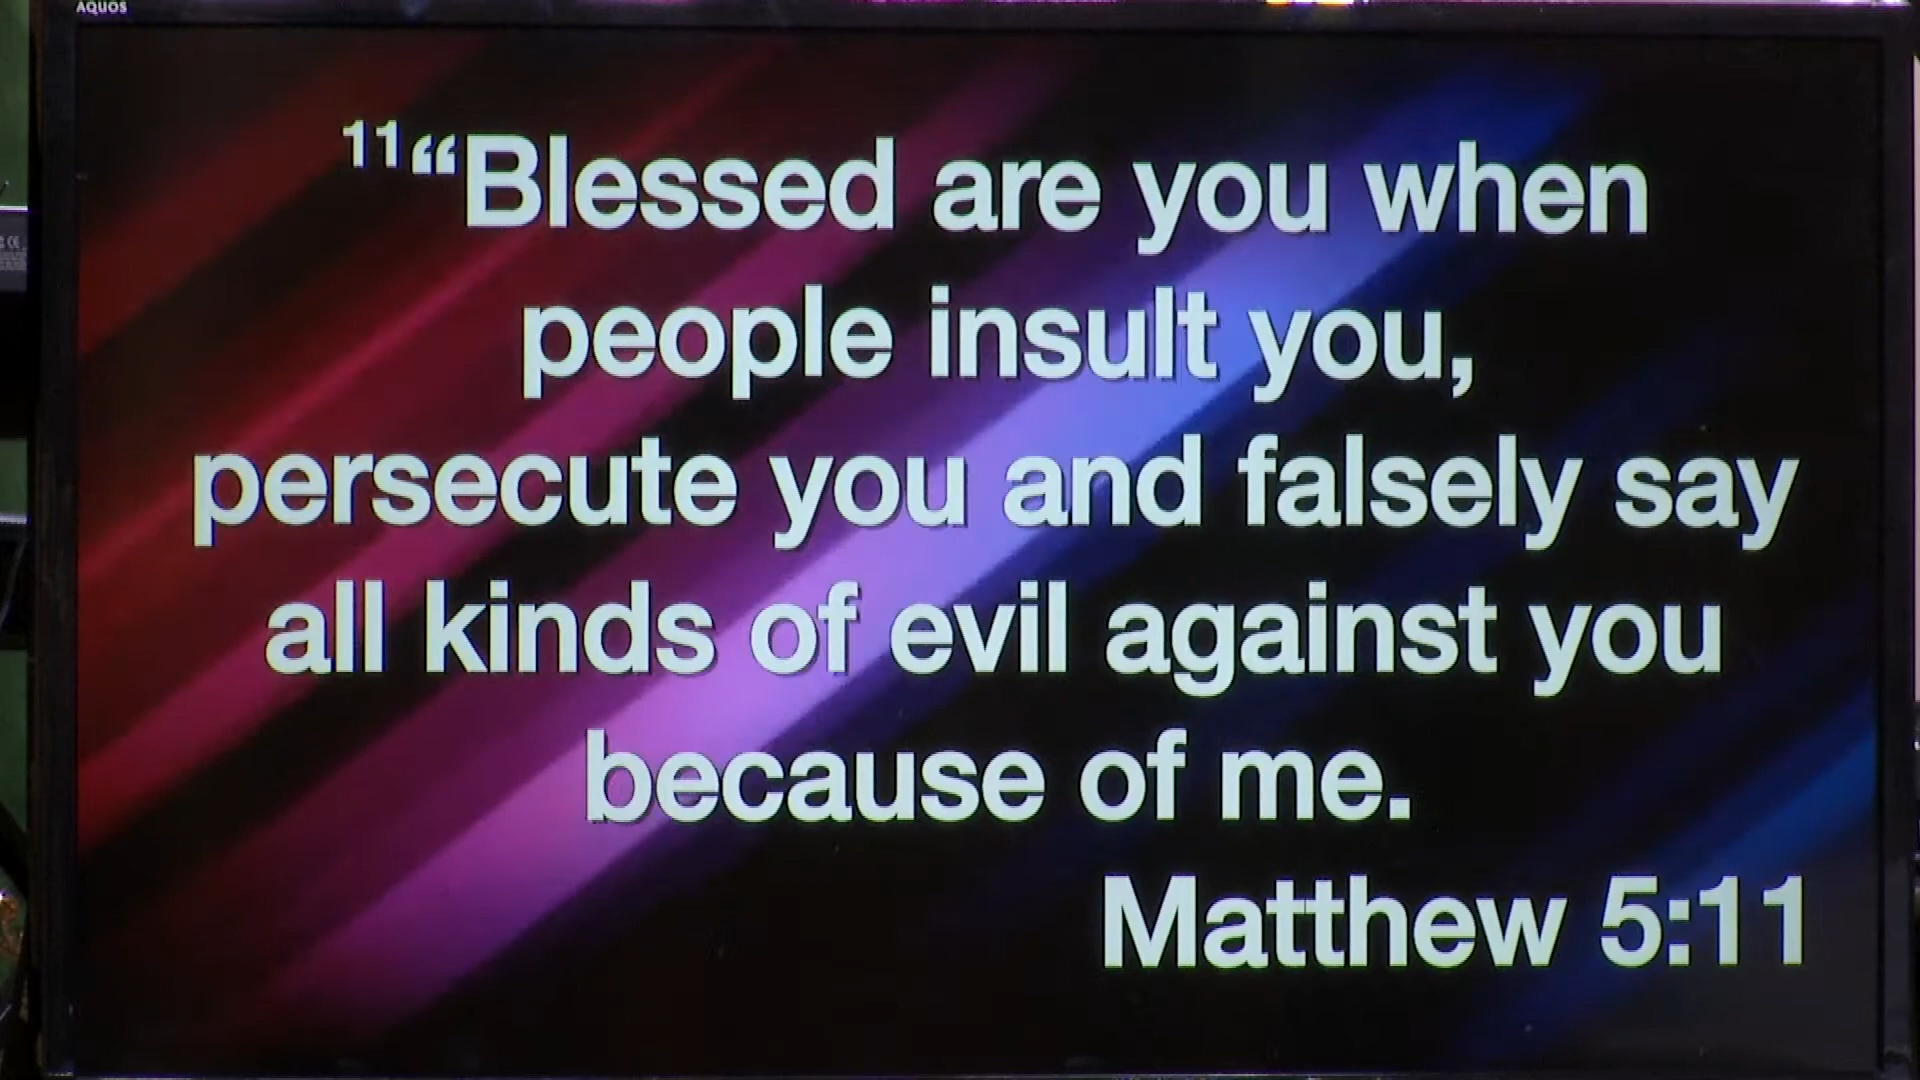 AQUOS
11“Blessed are you when
people insult you,
persecute you and falsely say
all kinds of evil against you
because of me.
Matthew 5:11